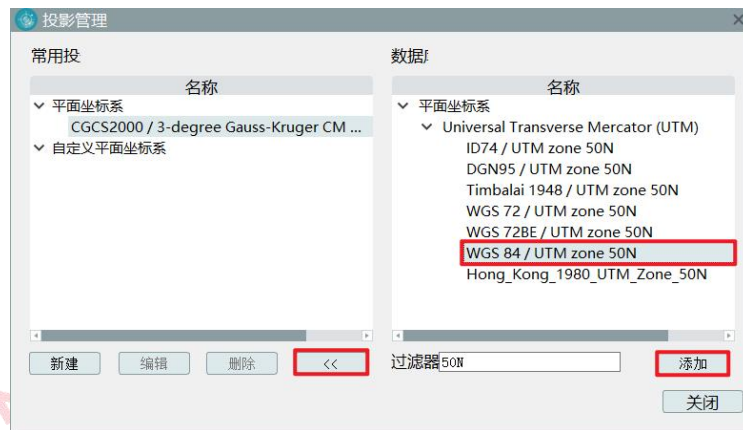 投影管理
常用投
名称
平面坐标系
CGCS2000 / 3-degree Gauss-Kruger CM ...
自定义平面坐标系
新建
编辑
删除
<<
数据
名称
平面坐标系
Universal Transverse Mercator (UTM)
ID74 / UTM zone 50N
DGN95 / UTM zone 50N
Timbalai 1948 / UTM zone 50N
WGS 72 / UTM zone 50N
WGS 72BE / UTM zone 50N
WGS 84 / UTM zone 50N
Hong_Kong_1980_UTM_Zone_50N
过滤器 50N
添加
关闭